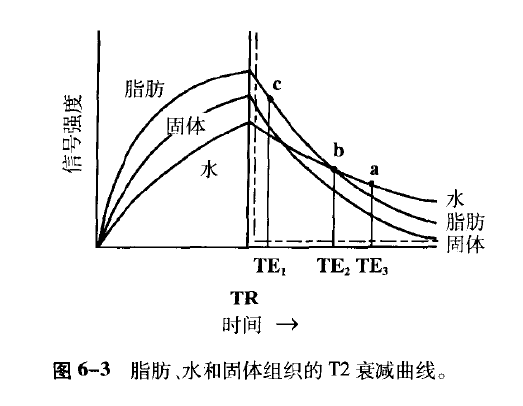 脂肪
固体
水
信号强度
c
b
a
水
脂肪
固体
TE₁ TE₂ TE₃
TR
时间 →
图 6-3 脂肪、水和固体组织的 T2 衰减曲线。